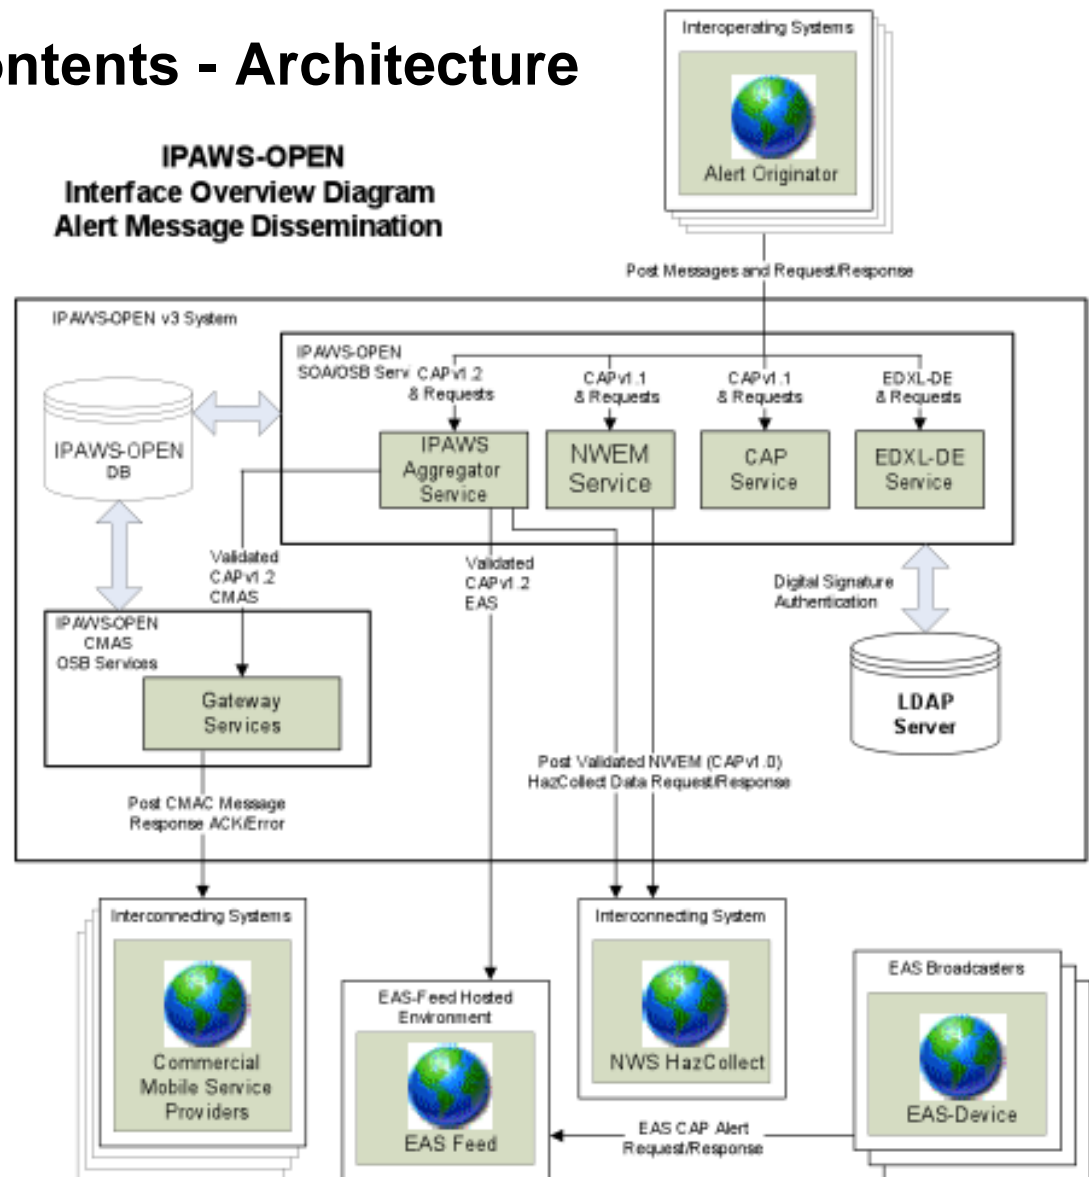 ontents - Architecture
IPAWS-OPEN
Interface Overview Diagram
Alert Message Dissemination
Interoperating Systems
Alert Originator
Post Messages and Request/Response
IPAWS-OPEN v3 System
IPAWS-OPEN
SOA/OSB Servi
CAPv1.2
& Requests
CAPv1.1
& Requests
CAPv1.1
& Requests
EDXL-DE
& Requests
IPAWS-OPEN
DB
IPAWS
Aggregator
Service
NWEM
Service
CAP
Service
EDXL-DE
Service
Validated
CAPv1.2
CMAS
Validated
CAPv1.2
EAS
Digital Signature
Authentication
IPAWS-OPEN
CMAS
OSB Services
Gateway
Services
LDAP
Server
Post Validated NWEM (CAPv1.0)
HazCollect Data Request/Response
Post CMAC Message
Response ACK/Error
Interconnecting Systems
Commercial
Mobile Service
Providers
EAS-Feed Hosted
Environment
EAS Feed
Interconnecting System
NWS HazCollect
EAS Broadcasters
EAS-Device
EAS CAP Alert
Request/Response